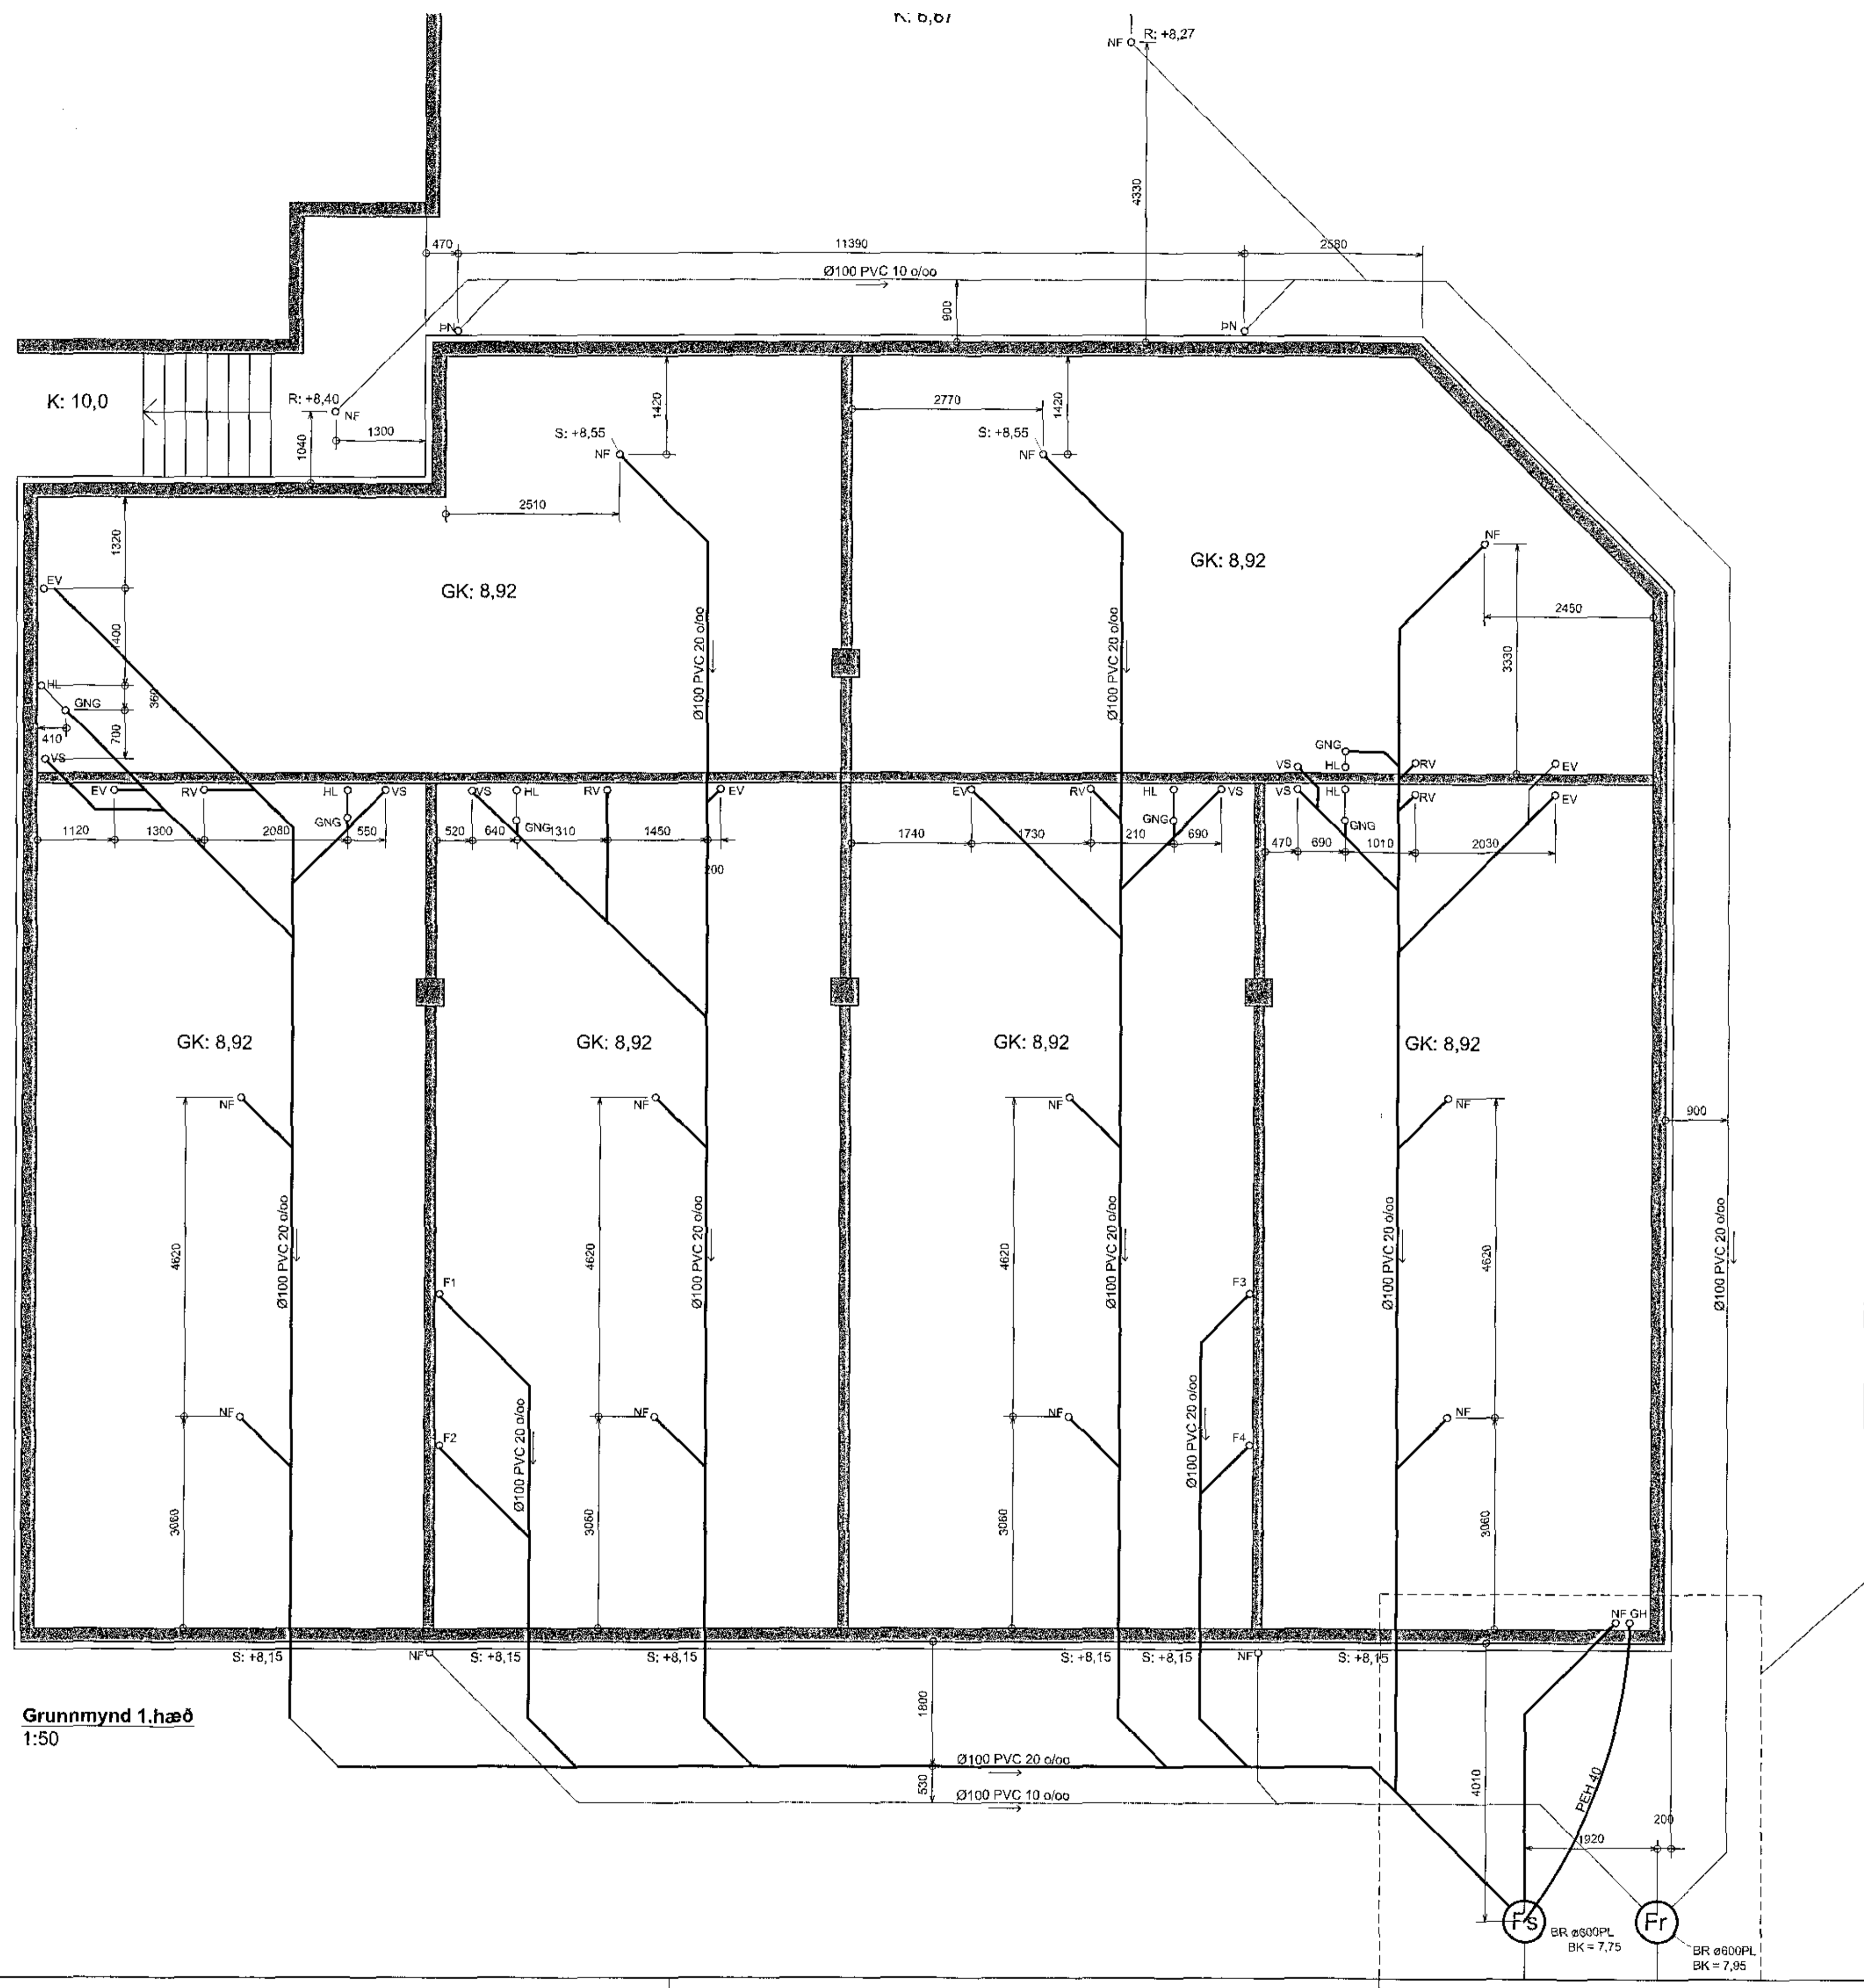 K: 6,67
NF R: +8,27
4330
470
11390
2580
Ø100 PVC 10 o/oo
900
ÞN
ÞN
K: 10,0
R: +8,40
NF
1300
1040
1420
2770
1420
S: +8,55
NF
S: +8,55
NF
2510
1320
NF
GK: 8,92
GK: 8,92
EV
2450
1400
Ø100 PVC 20 o/oo
Ø100 PVC 20 o/oo
3330
HL
360
GNG
410
700
VS
GNG
VS HL RV EV
EV RV HL VS
VS HL RV EV
EV RV HL VS
VS RV EV
GNG
GNG
GNG
1120 1300 2080 550
520 640 1310 1450
200
1740 1730 210 690
470 690 1010 2030
GK: 8,92
GK: 8,92
GK: 8,92
GK: 8,92
NF
NF
NF
NF
900
4620
4620
4620
4620
Ø100 PVC 20 o/oo
Ø100 PVC 20 o/oo
Ø100 PVC 20 o/oo
Ø100 PVC 20 o/oo
Ø100 PVC 20 o/oo
F1
F3
NF
NF
NF
NF
F2
F4
Ø100 PVC 20 o/oo
Ø100 PVC 20 o/oo
3060
3060
3060
3060
NF GH
S: +8,15
NF
S: +8,15
S: +8,15
S: +8,15
S: +8,15
NF
S: +8,15
Grunnmynd 1.hæð
1:50
1800
Ø100 PVC 20 o/oo
530
Ø100 PVC 10 o/oo
4010
PEH 40
200
1920
Fs
Fr
BR ø600PL
BK = 7,75
BR ø600PL
BK = 7,95